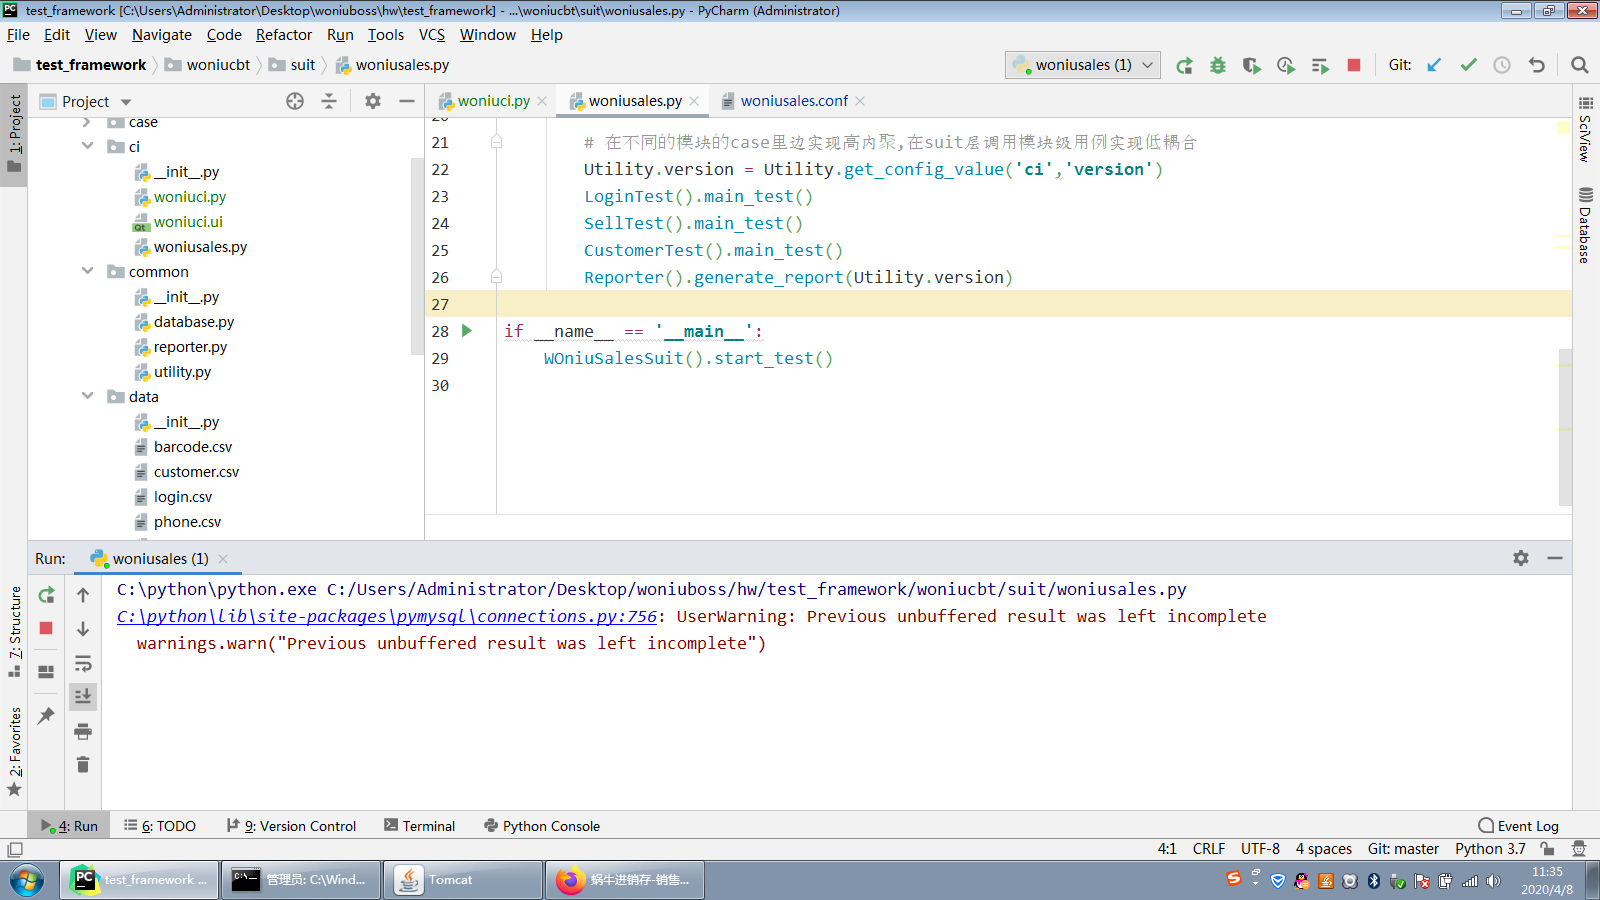 test_framework [C:\Users\Administrator\Desktop\woniuboss\hw\test_framework] - ...\woniucbt\suit\woniusales.py - PyCharm (Administrator)
File Edit View Navigate Code Refactor Run Tools VCS Window Help
test_framework woniucbt suit woniusales.py woniusales (1) Git:
1: Project
Project
woniuci.py woniusales.py woniusales.conf
case
ci
__init__.py
woniuci.py
woniuci.ui
woniusales.py
common
__init__.py
database.py
reporter.py
utility.py
data
__init__.py
barcode.csv
customer.csv
login.csv
phone.csv
21 # 在不同的模块的case里边实现高内聚,在suit层调用模块级用例实现低耦合
22 Utility.version = Utility.get_config_value('ci','version')
23 LoginTest().main_test()
24 SellTest().main_test()
25 CustomerTest().main_test()
26 Reporter().generate_report(Utility.version)
27
28 if __name__ == '__main__':
29 WOniuSalesSuit().start_test()
30
SciView
Database
Run: woniusales (1)
C:\python\python.exe C:/Users/Administrator/Desktop/woniuboss/hw/test_framework/woniucbt/suit/woniusales.py
C:\python\lib\site-packages\pymysql\connections.py:756: UserWarning: Previous unbuffered result was left incomplete
warnings.warn("Previous unbuffered result was left incomplete")
7: Structure
2: Favorites
4: Run 6: TODO 9: Version Control Terminal Python Console Event Log
4:1 CRLF UTF-8 4 spaces Git: master Python 3.7
test_framework ... 管理员: C:\Wind... Tomcat 蜗牛进销存-销售...
11:35
2020/4/8